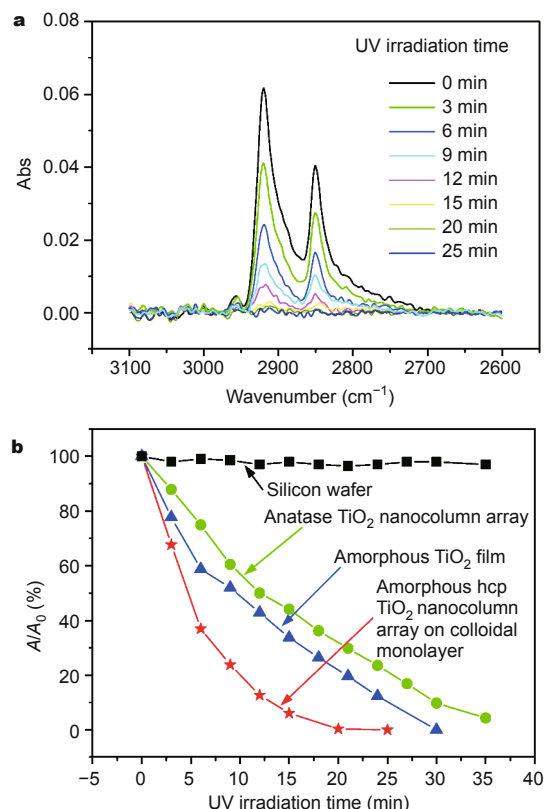 a
0.08
0.06
0.04
0.02
0.00
Abs
UV irradiation time
0 min
3 min
6 min
9 min
12 min
15 min
20 min
25 min
3100 3000 2900 2800 2700 2600
Wavenumber (cm⁻¹)
b
100
80
60
40
20
0
A/A₀ (%)
Silicon wafer
Anatase TiO₂ nanocolumn array
Amorphous TiO₂ film
Amorphous hcp
TiO₂ nanocolumn
array on colloidal
monolayer
−5 0 5 10 15 20 25 30 35 40
UV irradiation time (min)